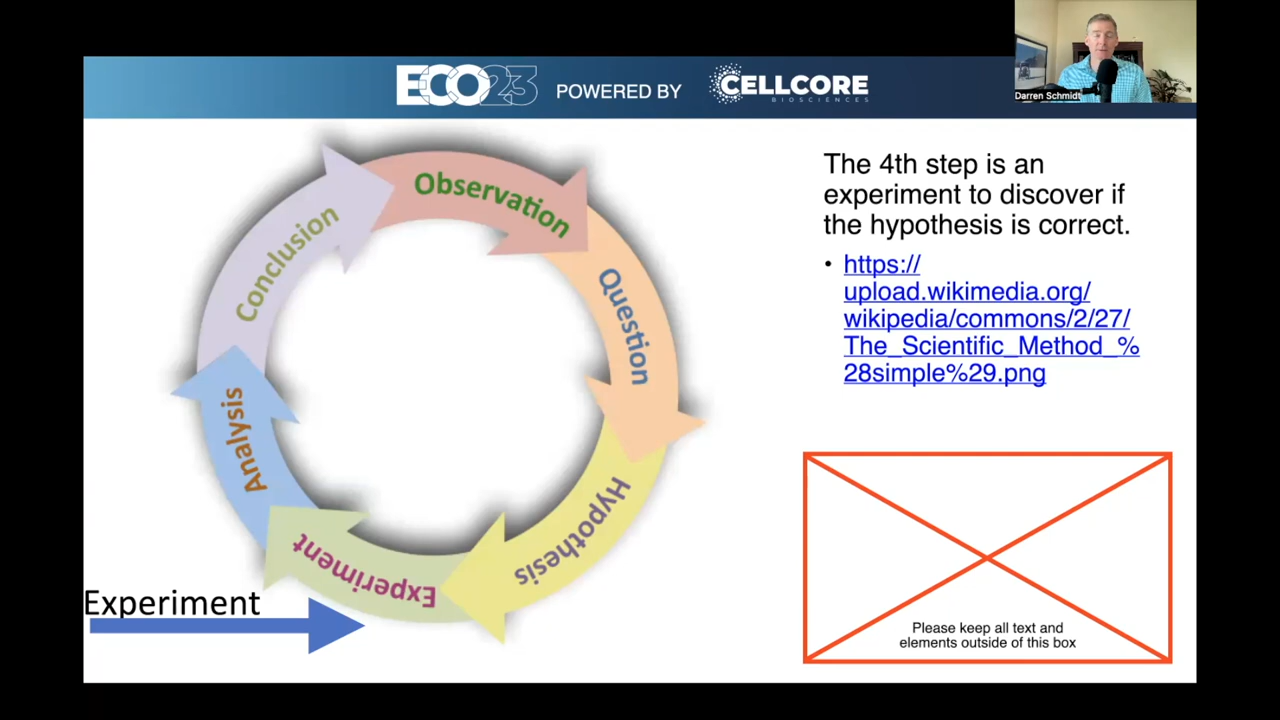 ECO23 POWERED BY CELLCORE
BIOSCIENCES
Darren Schmidt
Observation
Question
Hypothesis
Experiment
Analysis
Conclusion
Experiment
The 4th step is an
experiment to discover if
the hypothesis is correct.
• https://
upload.wikimedia.org/
wikipedia/commons/2/27/
The_Scientific_Method_%
28simple%29.png
Please keep all text and
elements outside of this box